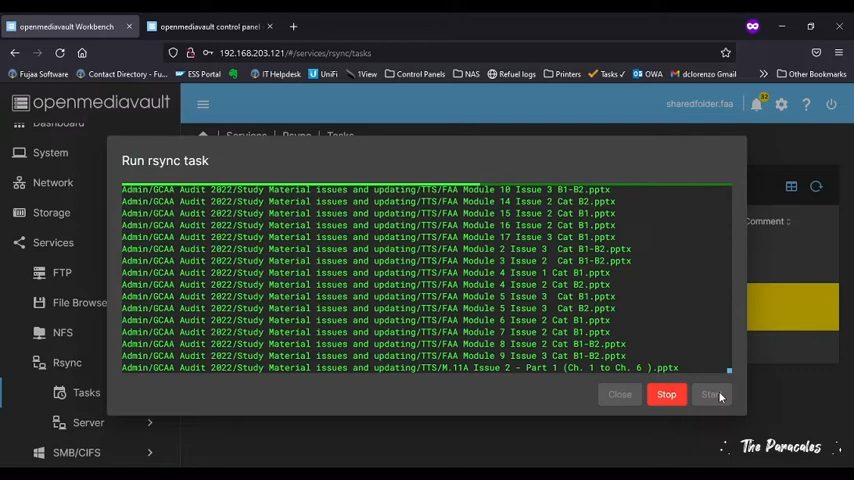 openmediavault Workbench
openmediavault control panel
192.168.203.121/#/services/rsync/tasks
Fujaa Software
Contact Directory - Fu
ESS Portal
IT Helpdesk
UniFi
1View
Control Panels
NAS
Refuel logs
Printers
Tasks ✓
OWA
dclorenzo Gmail
Other Bookmarks
openmediavault
sharedfolder.faa
32
Dashboard
Services
Rsync
Tasks
System
Network
Storage
Services
FTP
File Browse
NFS
Rsync
Tasks
Server
SMB/CIFS
Comment
Run rsync task
Admin/GCAA Audit 2022/Study Material issues and updating/TTS/FAA Module 10 Issue 3 B1-B2.pptx
Admin/GCAA Audit 2022/Study Material issues and updating/TTS/FAA Module 14 Issue 2 Cat B2.pptx
Admin/GCAA Audit 2022/Study Material issues and updating/TTS/FAA Module 15 Issue 2 Cat B1.pptx
Admin/GCAA Audit 2022/Study Material issues and updating/TTS/FAA Module 16 Issue 2 Cat B1.pptx
Admin/GCAA Audit 2022/Study Material issues and updating/TTS/FAA Module 17 Issue 3 Cat B1.pptx
Admin/GCAA Audit 2022/Study Material issues and updating/TTS/FAA Module 2 Issue 3  Cat B1-B2.pptx
Admin/GCAA Audit 2022/Study Material issues and updating/TTS/FAA Module 3 Issue 2  Cat B1-B2.pptx
Admin/GCAA Audit 2022/Study Material issues and updating/TTS/FAA Module 4 Issue 1 Cat B1.pptx
Admin/GCAA Audit 2022/Study Material issues and updating/TTS/FAA Module 4 Issue 2 Cat B2.pptx
Admin/GCAA Audit 2022/Study Material issues and updating/TTS/FAA Module 5 Issue 3  Cat B1.pptx
Admin/GCAA Audit 2022/Study Material issues and updating/TTS/FAA Module 5 Issue 3  Cat B2.pptx
Admin/GCAA Audit 2022/Study Material issues and updating/TTS/FAA Module 6 Issue 2 Cat B1.pptx
Admin/GCAA Audit 2022/Study Material issues and updating/TTS/FAA Module 7 Issue 2 Cat B1.pptx
Admin/GCAA Audit 2022/Study Material issues and updating/TTS/FAA Module 8 Issue 2 Cat B1-B2.pptx
Admin/GCAA Audit 2022/Study Material issues and updating/TTS/FAA Module 9 Issue 3 Cat B1-B2.pptx
Admin/GCAA Audit 2022/Study Material issues and updating/TTS/M.11A Issue 2 - Part 1 (Ch. 1 to Ch. 6 ).pptx
Close
Stop
Start
The Paracales